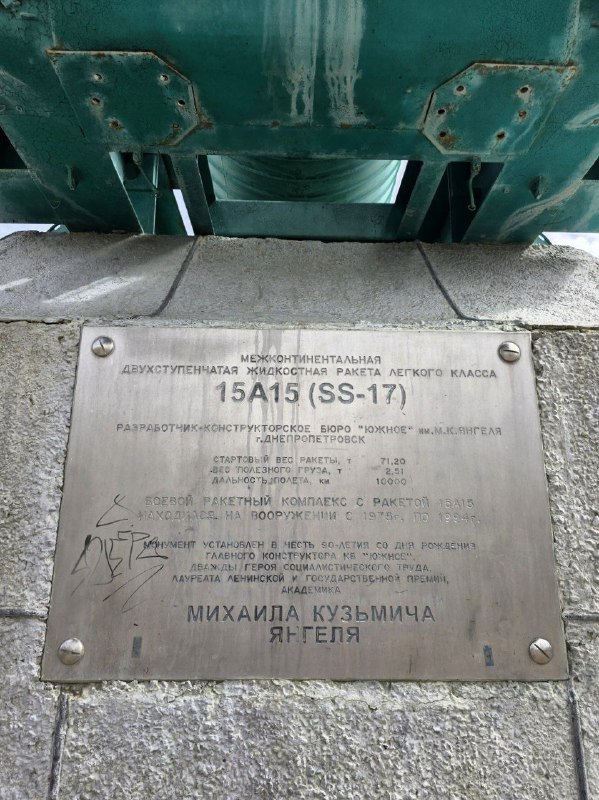 МЕЖКОНТИНЕНТАЛЬНАЯ
ДВУХСТУПЕНЧАТАЯ ЖИДКОСТНАЯ РАКЕТА ЛЕГКОГО КЛАССА
15А15 (SS-17)
РАЗРАБОТЧИК-КОНСТРУКТОРСКОЕ БЮРО "ЮЖНОЕ" им. М.К.ЯНГЕЛЯ
г.ДНЕПРОПЕТРОВСК
СТАРТОВЫЙ ВЕС РАКЕТЫ, т 71,20
ВЕС ПОЛЕЗНОГО ГРУЗА, т 2,51
ДАЛЬНОСТЬ ПОЛЕТА, км 10000
БОЕВОЙ РАКЕТНЫЙ КОМПЛЕКС С РАКЕТОЙ 15А15
НАХОДИЛСЯ НА ВООРУЖЕНИИ С 1975г. ПО 1994г.
МОНУМЕНТ УСТАНОВЛЕН В ЧЕСТЬ 90-ЛЕТИЯ СО ДНЯ РОЖДЕНИЯ
ГЛАВНОГО КОНСТРУКТОРА КБ "ЮЖНОЕ",
ДВАЖДЫ ГЕРОЯ СОЦИАЛИСТИЧЕСКОГО ТРУДА,
ЛАУРЕАТА ЛЕНИНСКОЙ И ГОСУДАРСТВЕННОЙ ПРЕМИИ,
АКАДЕМИКА
МИХАИЛА КУЗЬМИЧА
ЯНГЕЛЯ